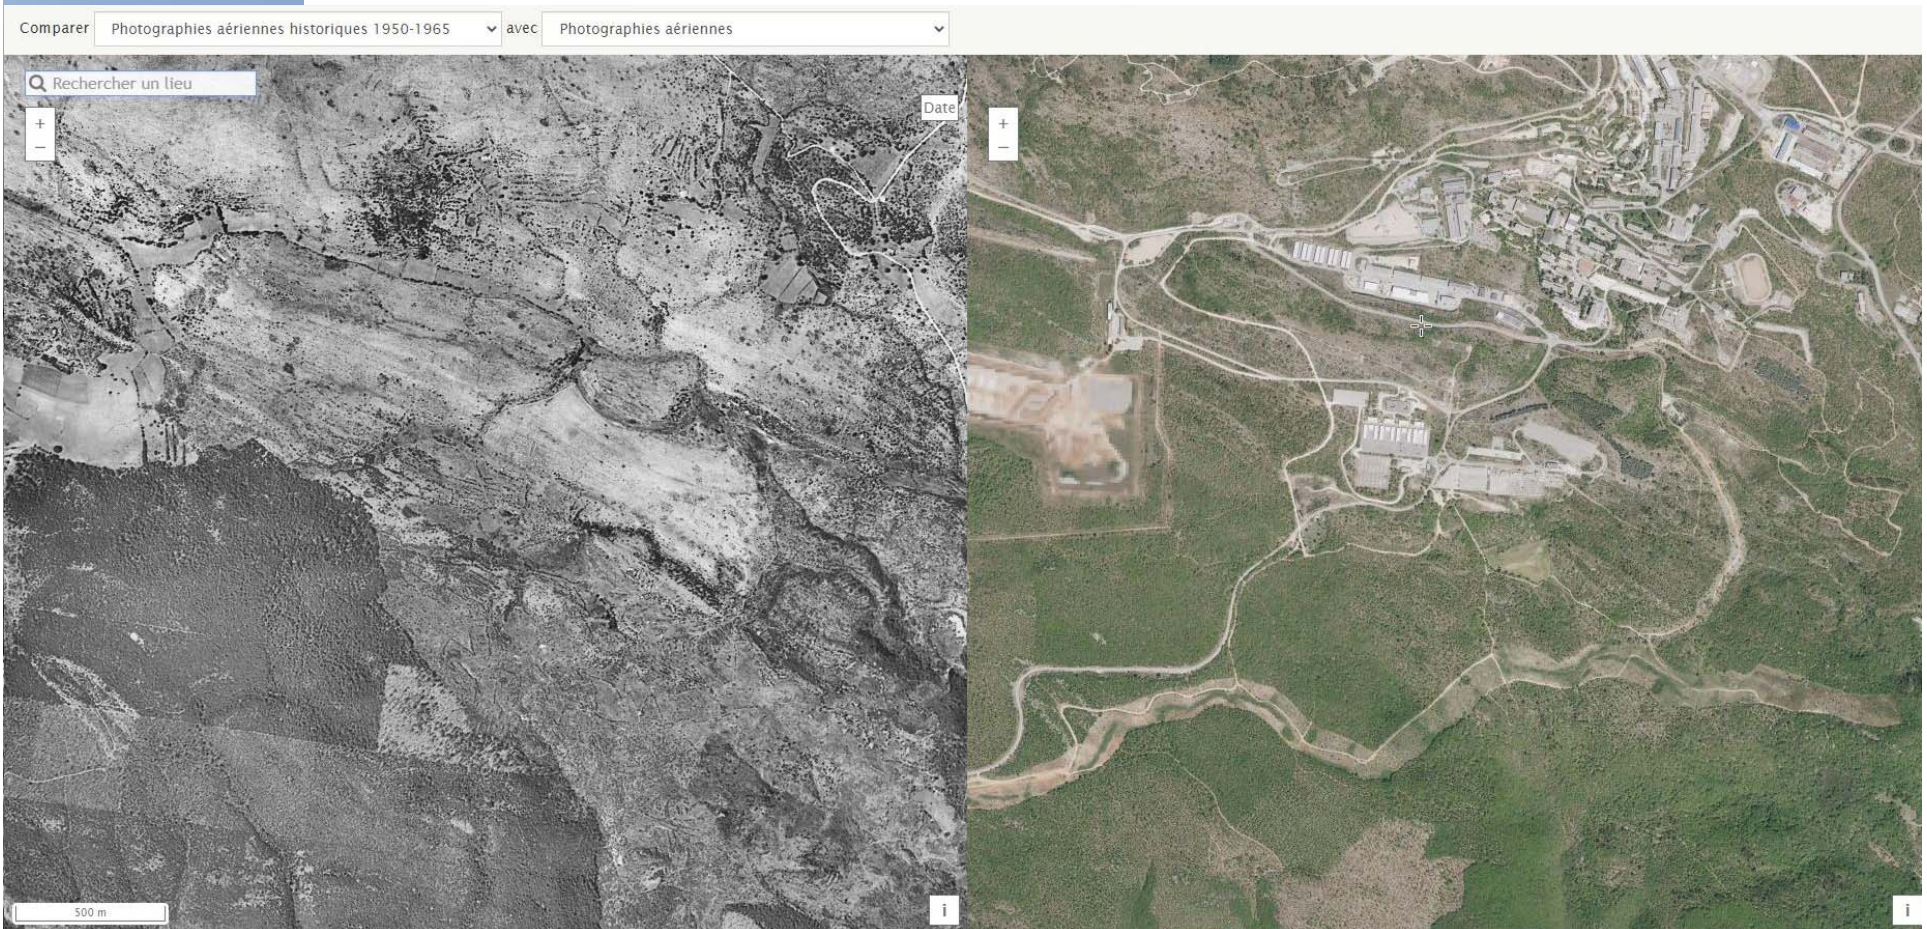 Comparer Photographies aériennes historiques 1950-1965 avec Photographies aériennes
Rechercher un lieu
Date
+
−
+
−
500 m
i
i